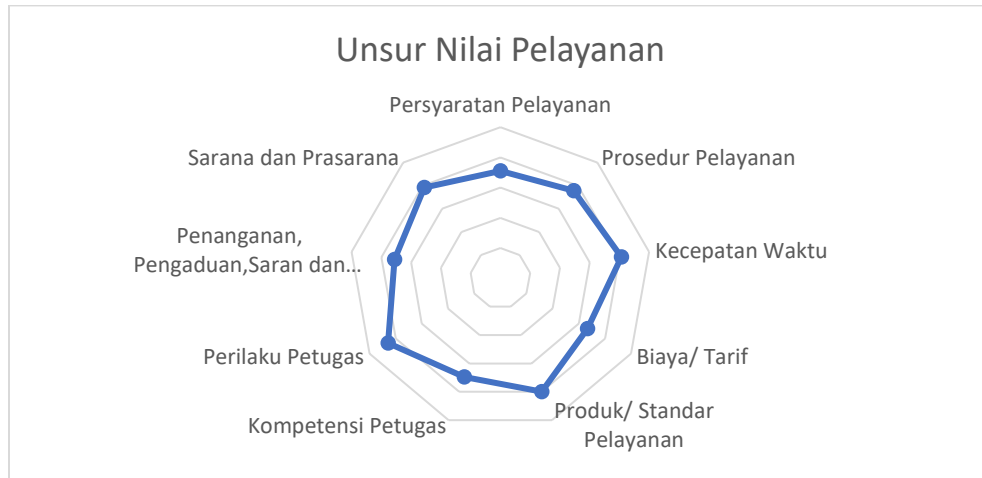 Unsur Nilai Pelayanan
Persyaratan Pelayanan
Prosedur Pelayanan
Kecepatan Waktu
Biaya/ Tarif
Produk/ Standar
Pelayanan
Kompetensi Petugas
Perilaku Petugas
Penanganan,
Pengaduan,Saran dan...
Sarana dan Prasarana